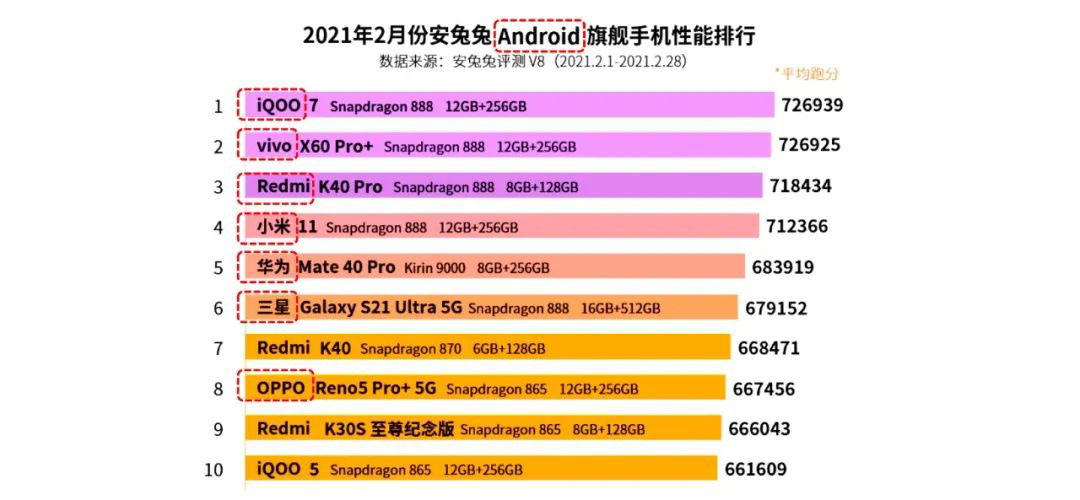 2021年2月份安兔兔Android旗舰手机性能排行
数据来源：安兔兔评测 V8（2021.2.1-2021.2.28）
*平均跑分
1 iQOO 7 Snapdragon 888 12GB+256GB 726939
2 vivo X60 Pro+ Snapdragon 888 12GB+256GB 726925
3 Redmi K40 Pro Snapdragon 888 8GB+128GB 718434
4 小米 11 Snapdragon 888 12GB+256GB 712366
5 华为 Mate 40 Pro Kirin 9000 8GB+256GB 683919
6 三星 Galaxy S21 Ultra 5G Snapdragon 888 16GB+512GB 679152
7 Redmi K40 Snapdragon 870 6GB+128GB 668471
8 OPPO Reno5 Pro+ 5G Snapdragon 865 12GB+256GB 667456
9 Redmi K30S 至尊纪念版 Snapdragon 865 8GB+128GB 666043
10 iQOO 5 Snapdragon 865 12GB+256GB 661609